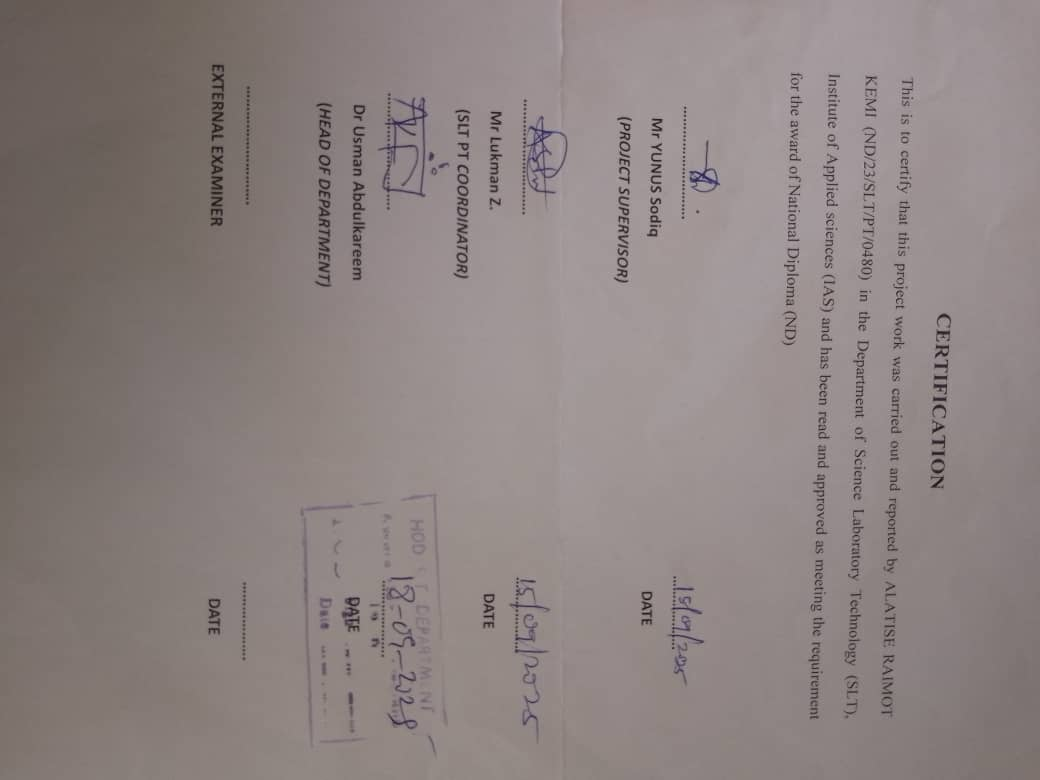 CERTIFICATION
This is to certify that this project work was carried out and reported by ALATISE RAIMOT
KEMI (ND/23/SLT/PT/0480) in the Department of Science Laboratory Technology (SLT),
Institute of Applied sciences (IAS) and has been read and approved as meeting the requirement
for the award of National Diploma (ND)
15/09/2025
Mr YUNUS Sodiq DATE
(PROJECT SUPERVISOR)
15/09/2025
Mr Lukman Z. DATE
(SLT PT COORDINATOR)
HOD DEPARTM NT
18-09-2025
Dr Usman Abdulkareem DATE
(HEAD OF DEPARTMENT) Date
EXTERNAL EXAMINER DATE